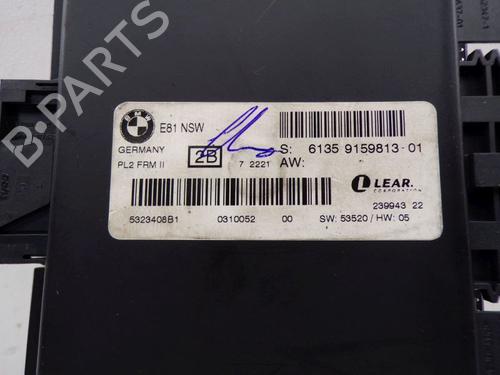 BMW
E81 NSW
GERMANY
PL2 FRM II
2B
7 2221
S: 6135 9159813-01
AW:
LEAR.
CORPORATION
239943 22
5323408B1 0310052 00 SW: 53520 / HW: 05
B-PARTS